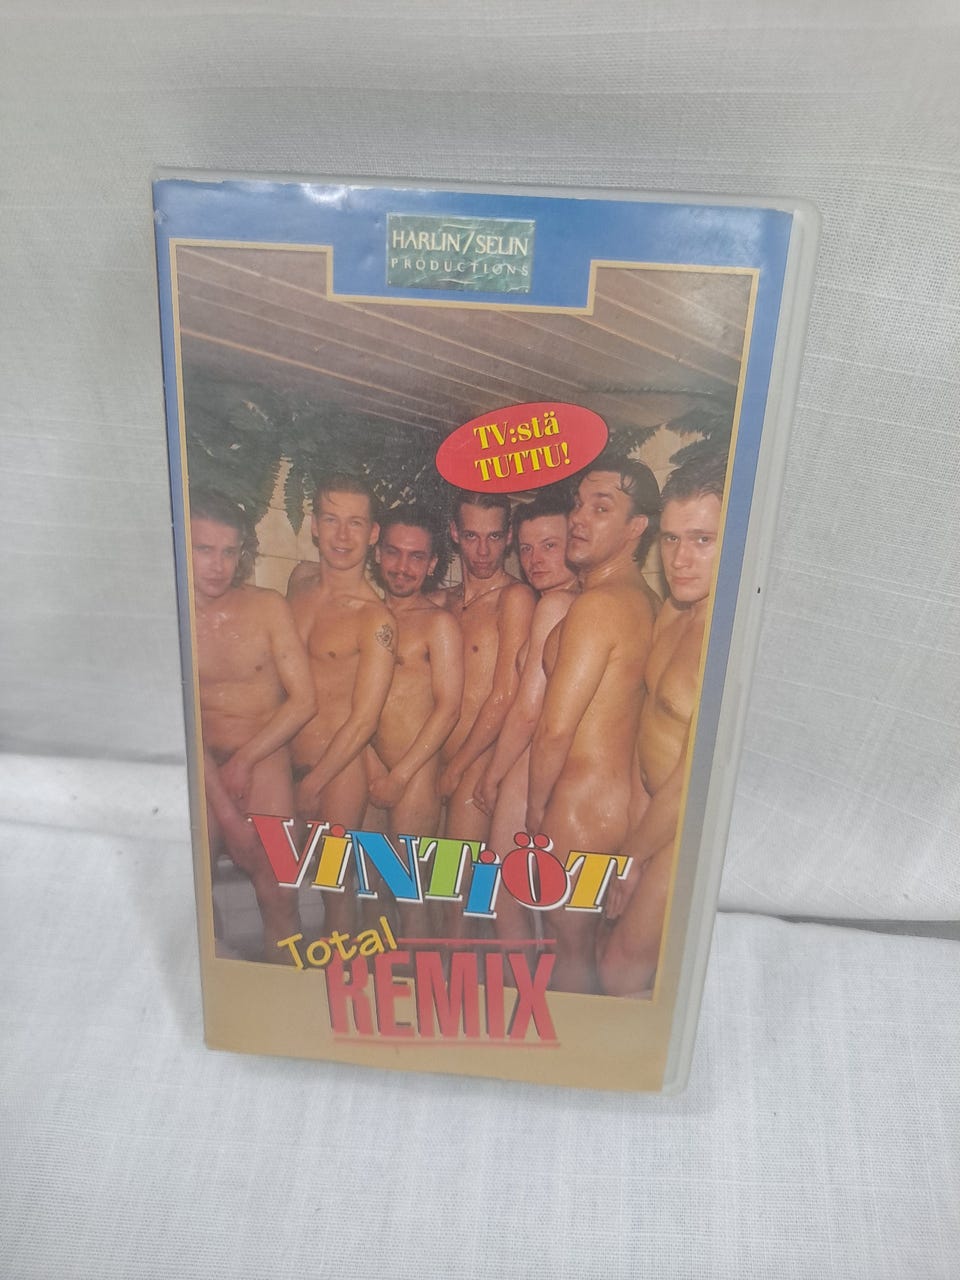 HARLIN/SELIN
PRODUCTIONS
TV:stä
TUTTU!
ViNTiÖT
Total
REMIX